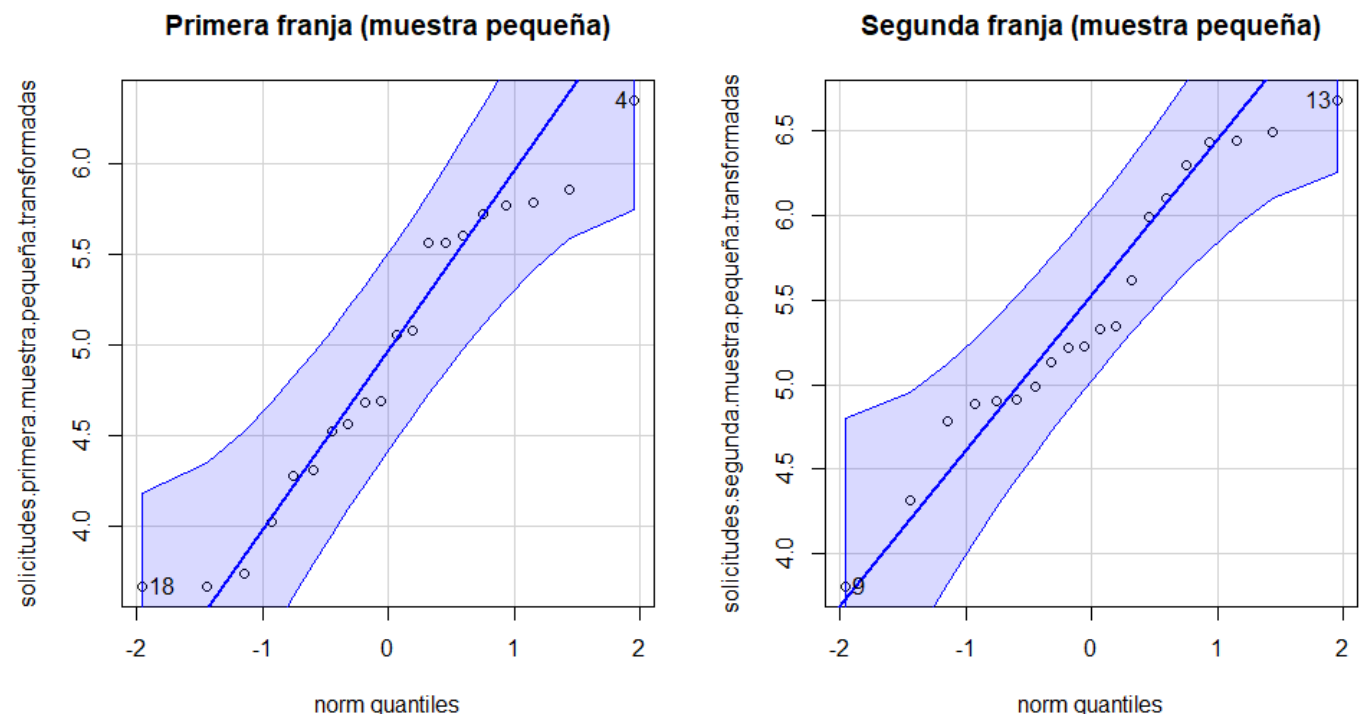 Primera franja (muestra pequeña)
solicitudes.primera.muestra.pequeña.transformadas
6.0
5.5
5.0
4.5
4.0
4
18
-2 -1 0 1 2
norm quantiles
Segunda franja (muestra pequeña)
solicitudes.segunda.muestra.pequeña.transformadas
6.5
6.0
5.5
5.0
4.5
4.0
13
9
-2 -1 0 1 2
norm quantiles